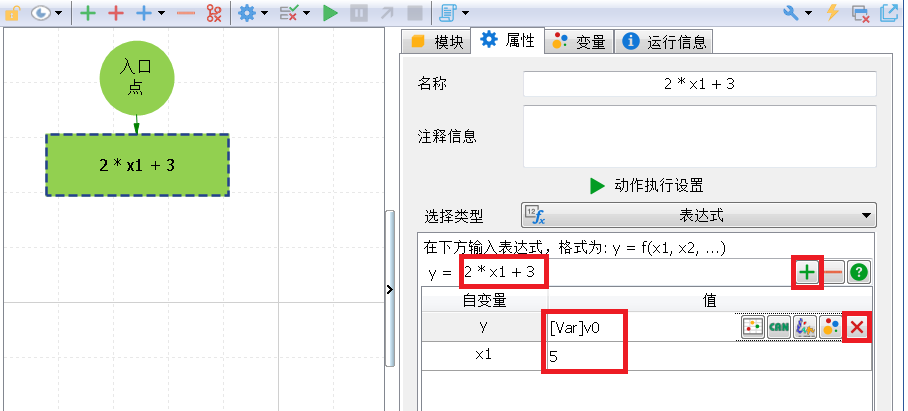 入口
点
2 * x1 + 3
模块
属性
变量
运行信息
名称
2 * x1 + 3
注释信息
动作执行设置
选择类型
12
fx
表达式
在下方输入表达式，格式为: y = f(x1, x2, ...)
y = 2 * x1 + 3
自变量
值
y
[Var]v0
CAN
Lin
x1
5